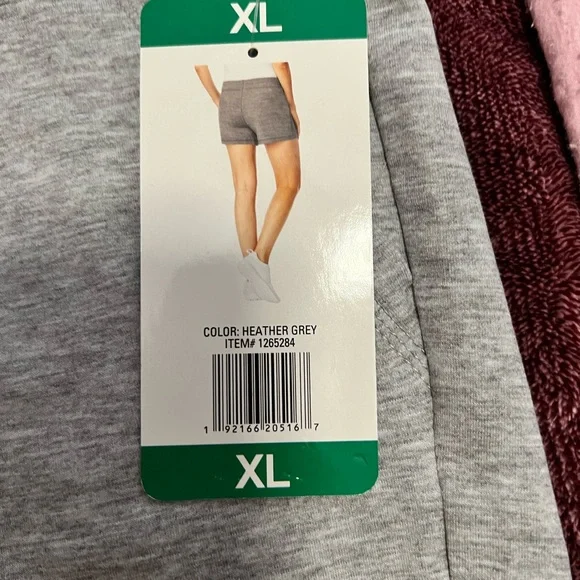 XL
COLOR: HEATHER GREY
ITEM# 1265284
1 92166 20516 7
XL